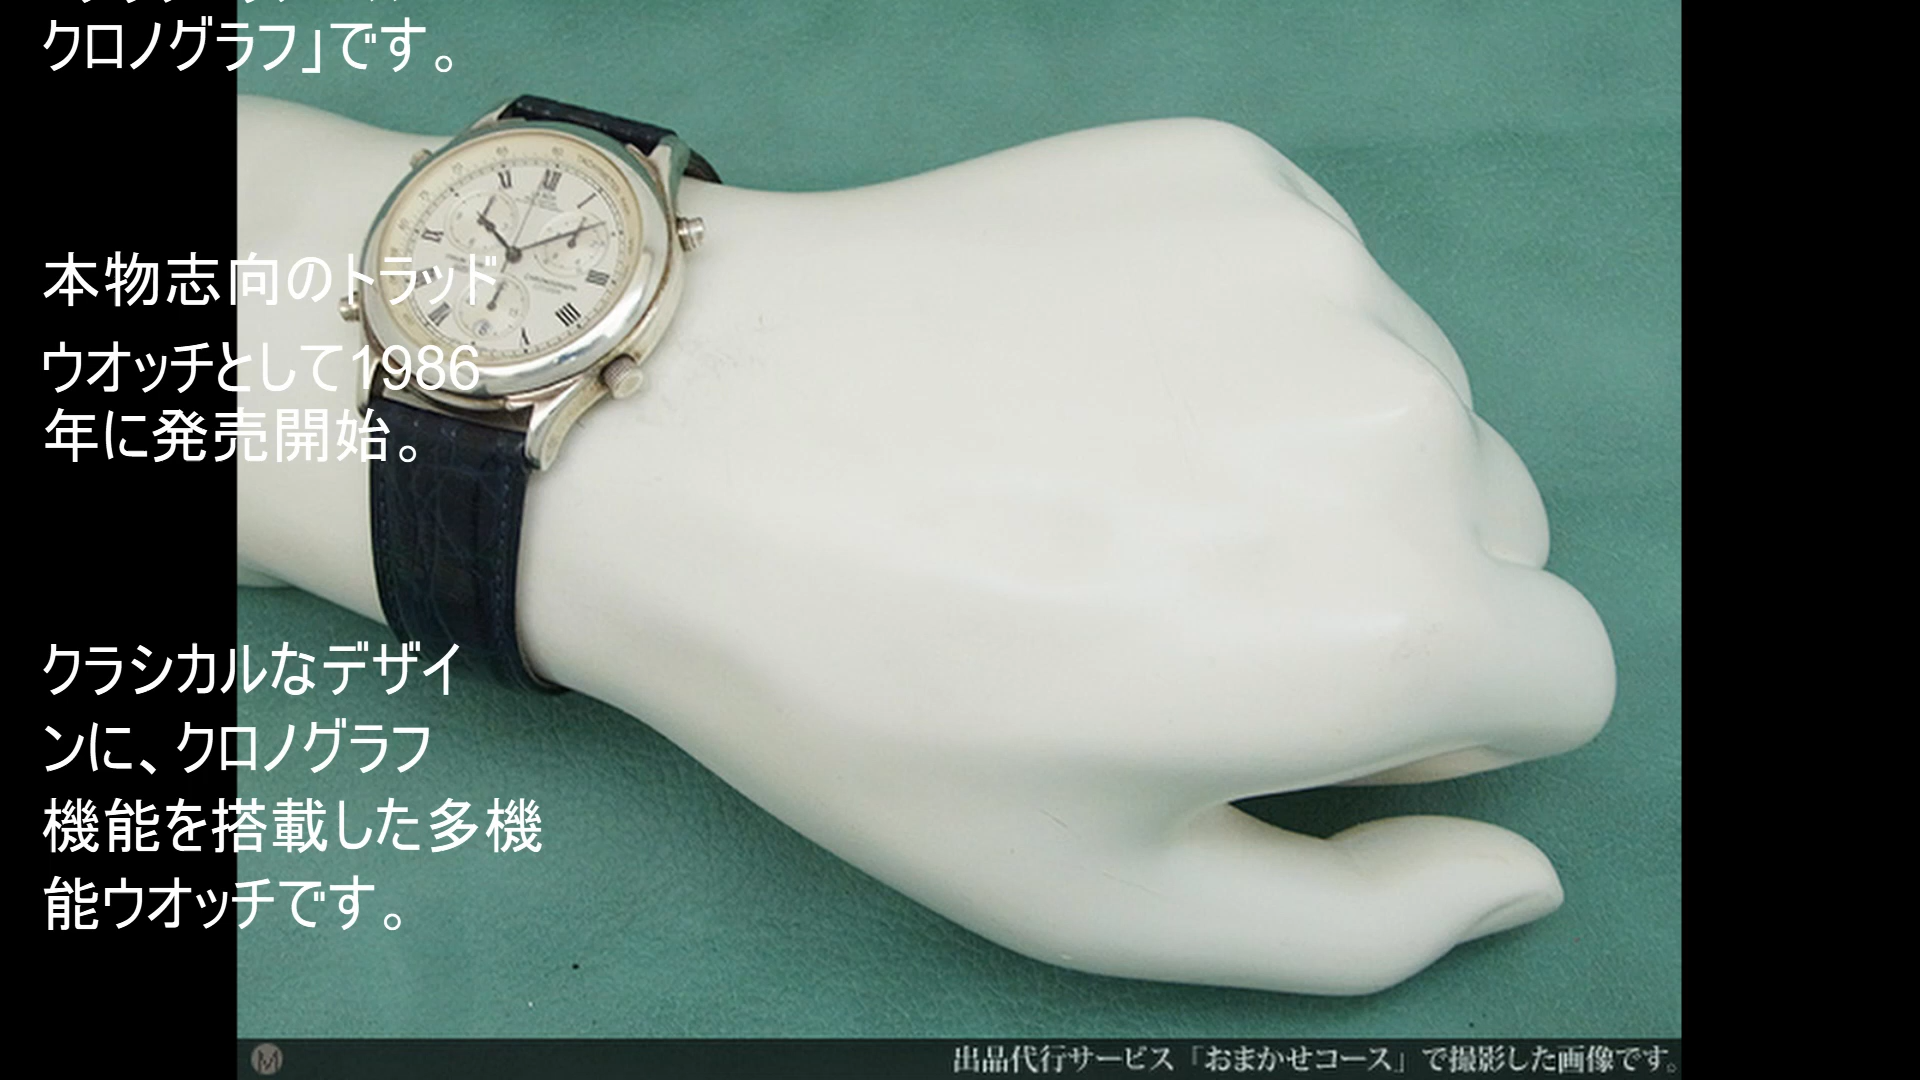 クロノグラフ」です。
本物志向のトラッド
ウオッチとして1986
年に発売開始。
クラシカルなデザイ
ンに、クロノグラフ
機能を搭載した多機
能ウオッチです。
出品代行サービス「おまかせコース」で撮影した画像です。